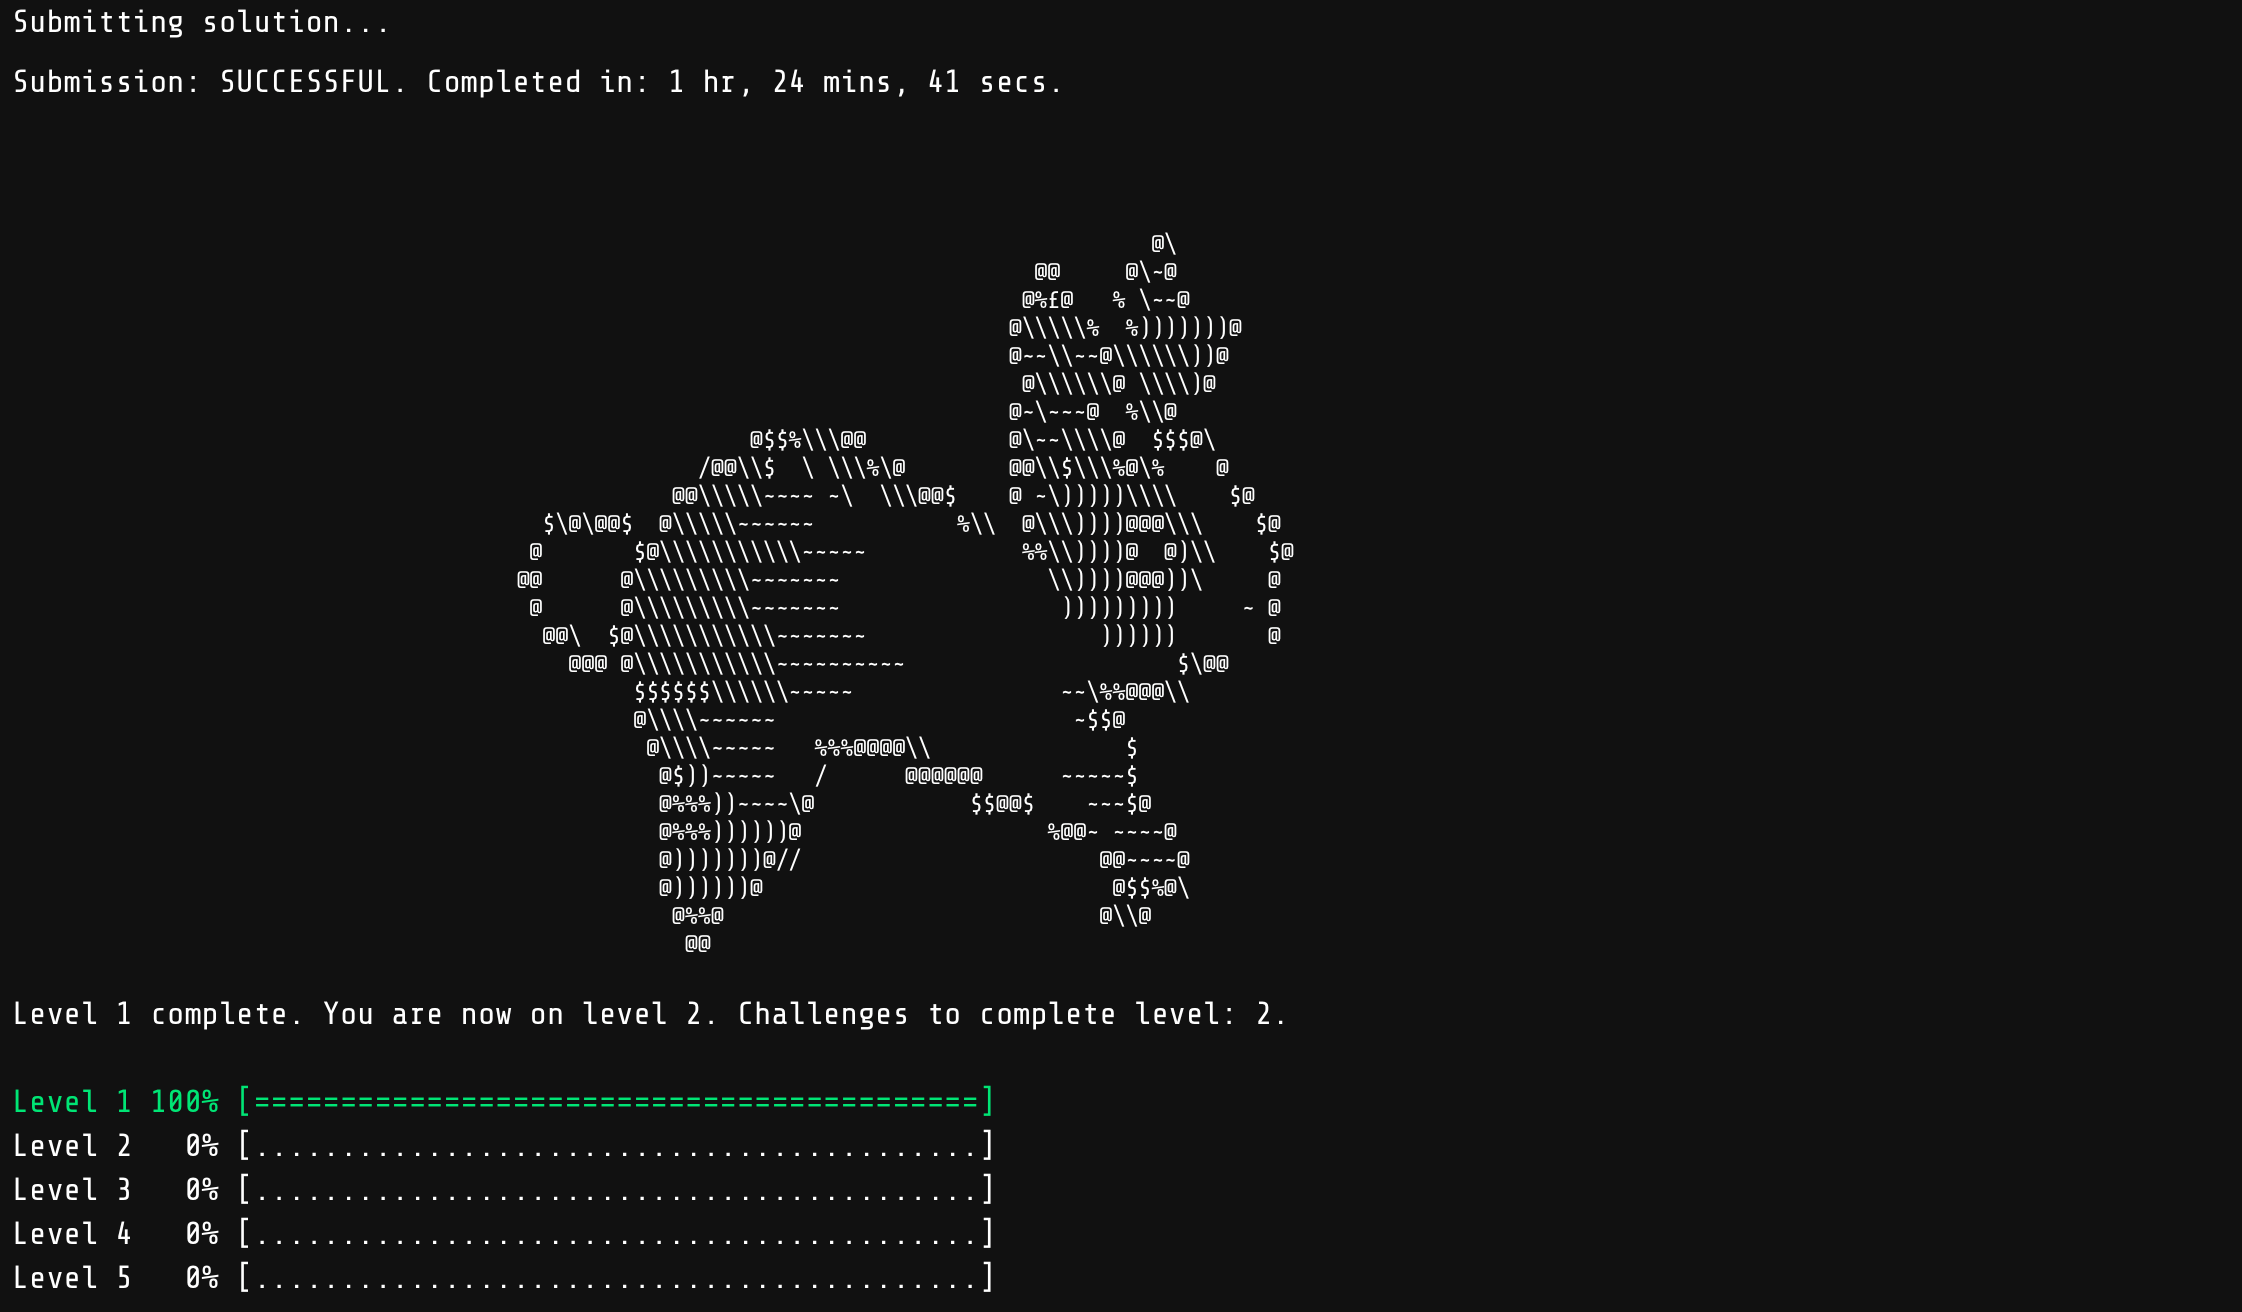 Submitting solution...
Submission: SUCCESSFUL. Completed in: 1 hr, 24 mins, 41 secs.
Level 1 complete. You are now on level 2. Challenges to complete level: 2.
Level 1 100% [==========================================]
Level 2   0% [..........................................]
Level 3   0% [..........................................]
Level 4   0% [..........................................]
Level 5   0% [..........................................]